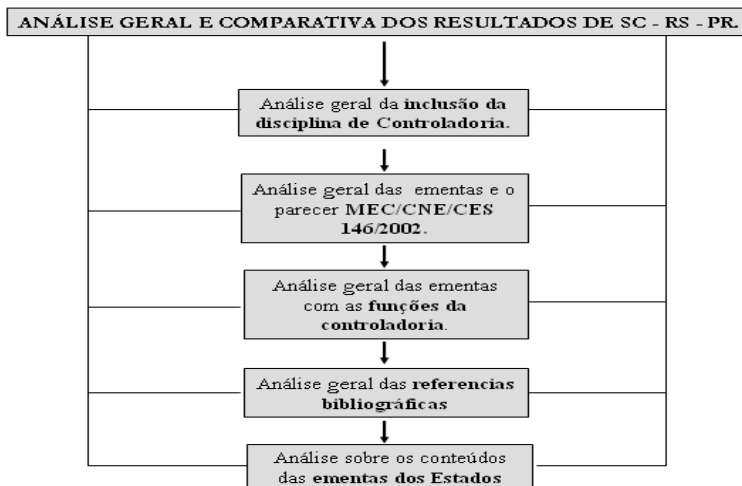 ANÁLISE GERAL E COMPARATIVA DOS RESULTADOS DE SC - RS - PR.
Análise geral da inclusão da
disciplina de Controladoria.
Análise geral das ementas e o
parecer MEC/CNE/CES
146/2002.
Análise geral das ementas
com as funções da
controladoria.
Análise geral das referencias
bibliográficas
Análise sobre os conteúdos
das ementas dos Estados